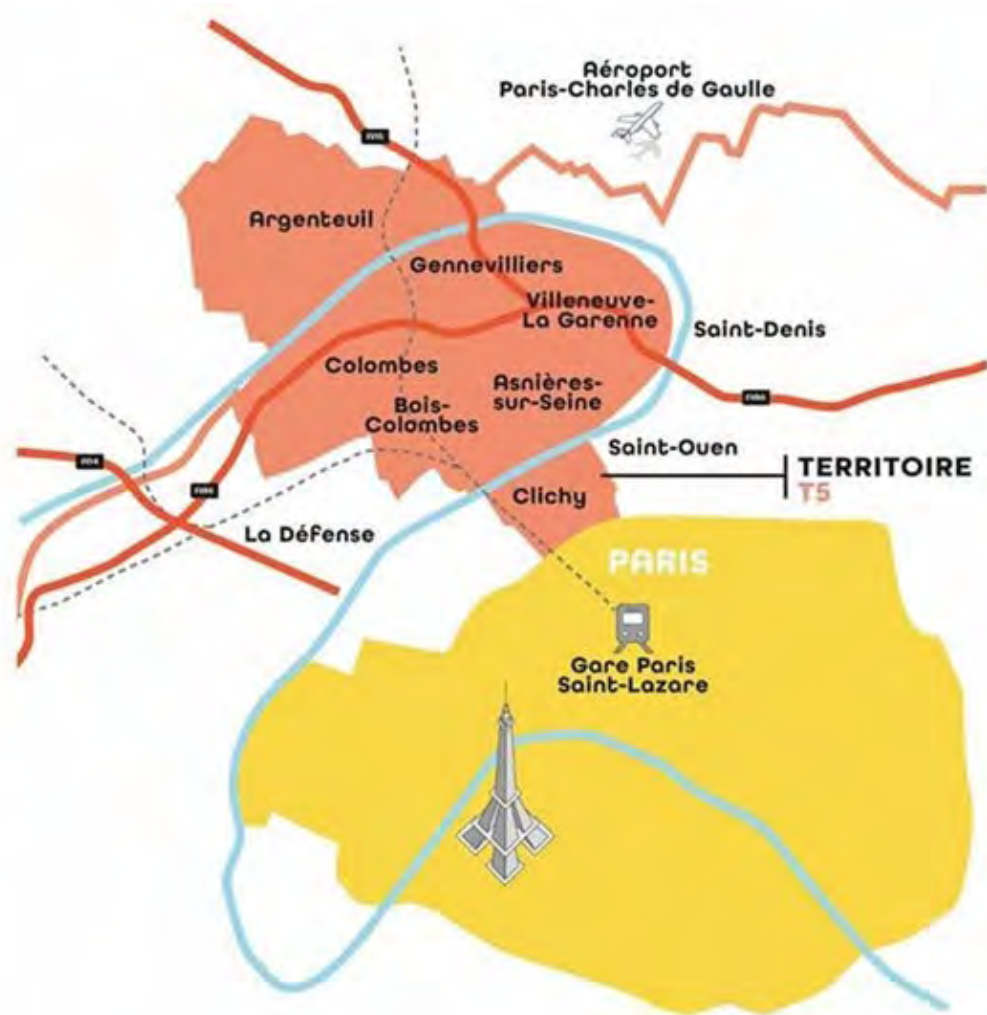 Aéroport
Paris-Charles de Gaulle
Argenteuil
Gennevilliers
Villeneuve-
La Garenne
Saint-Denis
Colombes
Asnières-
sur-Seine
Bois-
Colombes
Saint-Ouen
TERRITOIRE
T5
Clichy
La Défense
PARIS
Gare Paris
Saint-Lazare